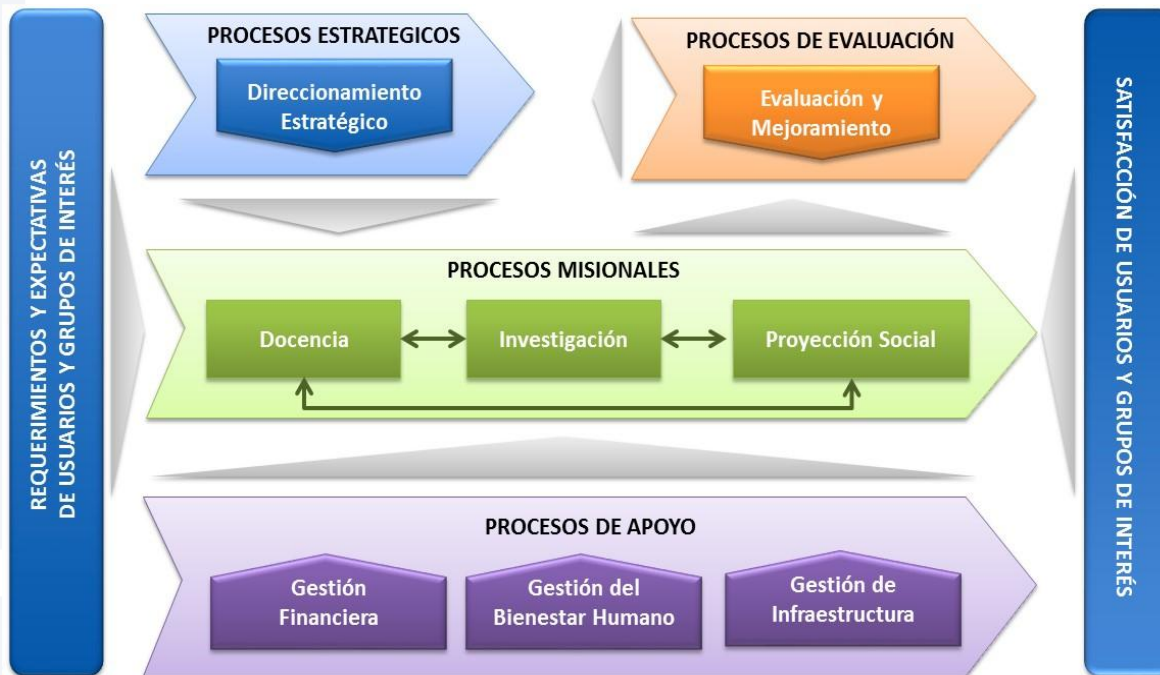 REQUERIMIENTOS Y EXPECTATIVAS
DE USUARIOS Y GRUPOS DE INTERÉS
PROCESOS ESTRATEGICOS
Direccionamiento
Estratégico
PROCESOS DE EVALUACIÓN
Evaluación y
Mejoramiento
PROCESOS MISIONALES
Docencia
Investigación
Proyección Social
PROCESOS DE APOYO
Gestión
Financiera
Gestión del
Bienestar Humano
Gestión de
Infraestructura
SATISFACCIÓN DE USUARIOS Y GRUPOS DE INTERÉS